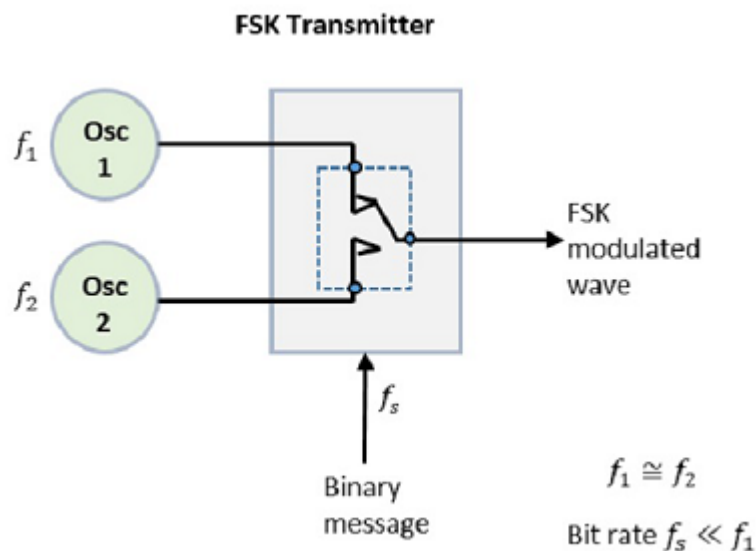 FSK Transmitter
f₁
Osc
1
FSK
modulated
wave
f₂
Osc
2
fₛ
Binary
message
f₁ ≅ f₂
Bit rate fₛ ≪ f₁